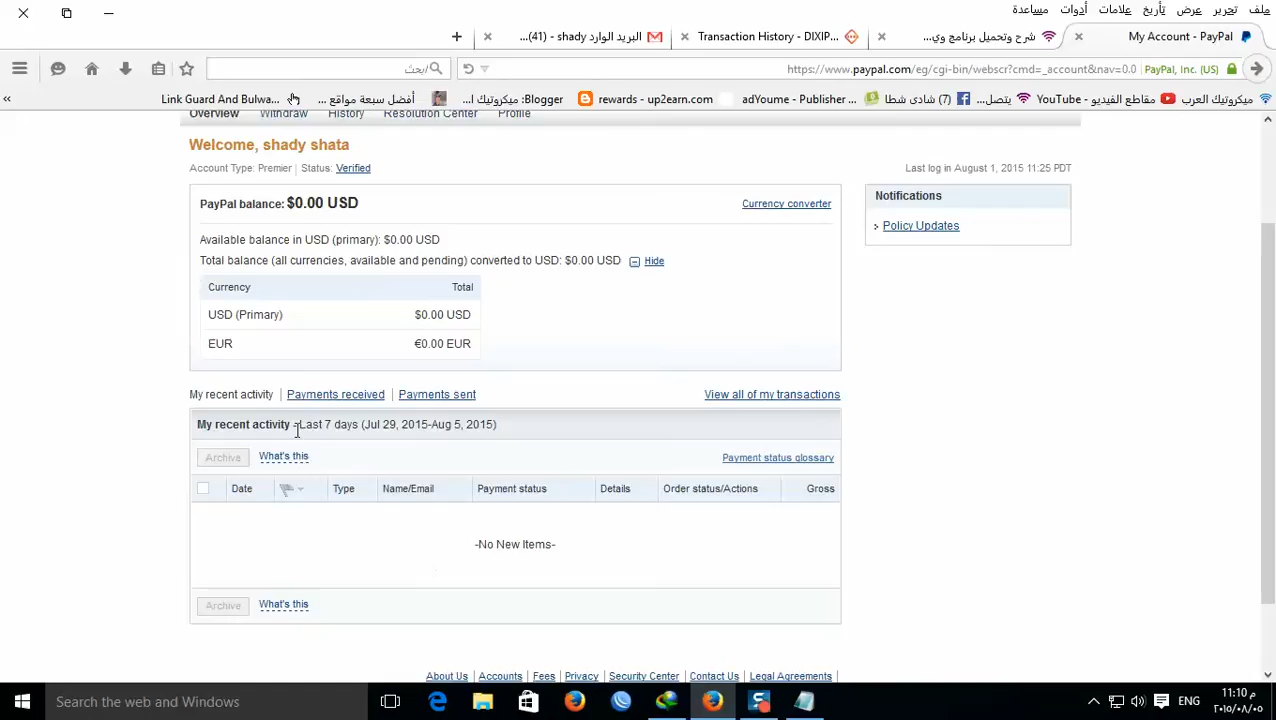 ملف تحرير عرض تأريخ علامات أدوات مساعدة
My Account - PayPal
شرح وتحميل برنامج وي...
Transaction History - DIXIP...
البريد الوارد (41) - shady...
https://www.paypal.com/eg/cgi-bin/webscr?cmd=_account&nav=0.0
PayPal, Inc. (US)
ابحث
ميكروتيك العرب
مقاطع الفيديو - YouTube
يتصل...
(7) شادى شطا
adYoume - Publisher ...
rewards - up2earn.com
Blogger: ميكروتيك ا...
أفضل سبعة مواقع ...
Link Guard And Bulwa...
«
Overview Withdraw History Resolution Center Profile
Welcome, shady shata
Account Type: Premier | Status: Verified
Last log in August 1, 2015 11:25 PDT
PayPal balance: $0.00 USD
Currency converter
Notifications
Policy Updates
Available balance in USD (primary): $0.00 USD
Total balance (all currencies, available and pending) converted to USD: $0.00 USD Hide
Currency Total
USD (Primary) $0.00 USD
EUR €0.00 EUR
My recent activity | Payments received | Payments sent
View all of my transactions
My recent activity - Last 7 days (Jul 29, 2015-Aug 5, 2015)
Archive What's this
Payment status glossary
Date Type Name/Email Payment status Details Order status/Actions Gross
-No New Items-
Archive What's this
About Us Accounts Fees Privacy Security Center Contact Us Legal Agreements
Search the web and Windows
ENG
11:10 م
٢٠١٥/٠٨/٠٥